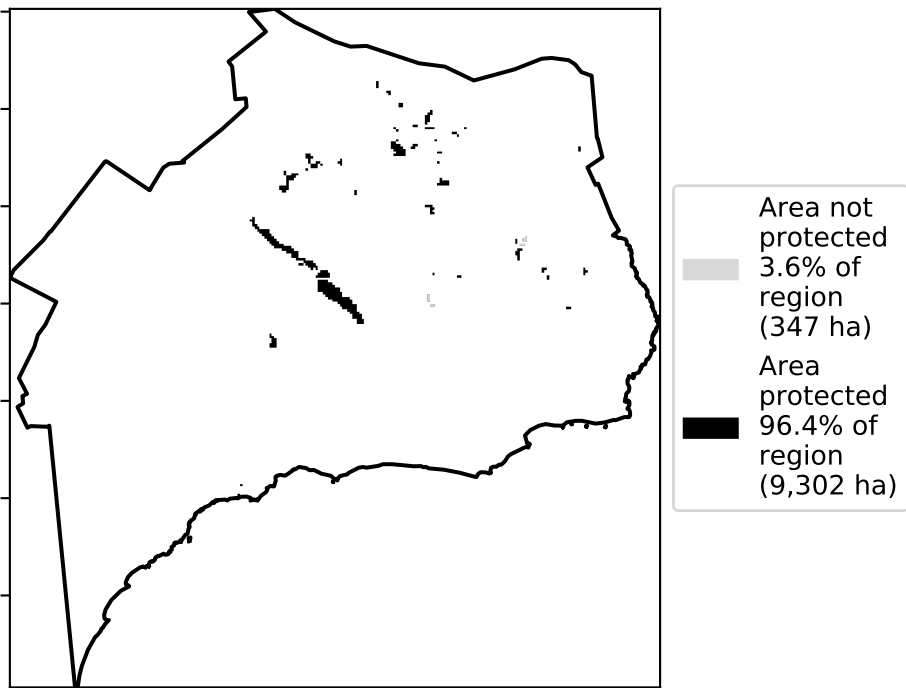 Area not
protected
3.6% of
region
(347 ha)
Area
protected
96.4% of
region
(9,302 ha)